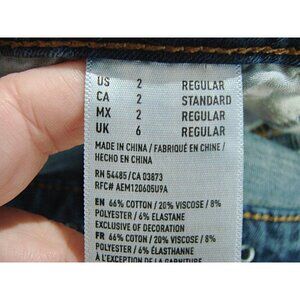 US 2 REGULAR
CA 2 STANDARD
MX 2 REGULAR
UK 6 REGULAR
MADE IN CHINA / FABRIQUÉ EN CHINE /
HECHO EN CHINA
RN 54485/CA 03873
RFC# AEM120605U9A
EN 66% COTTON / 20% VISCOSE / 8%
POLYESTER / 6% ELASTANE
EXCLUSIVE OF DECORATION
FR 66% COTON / 20% VISCOSE / 8%
POLYESTER / 6% ÉLASTHANNE
À L'EXCEPTION DE LA GARNITURE